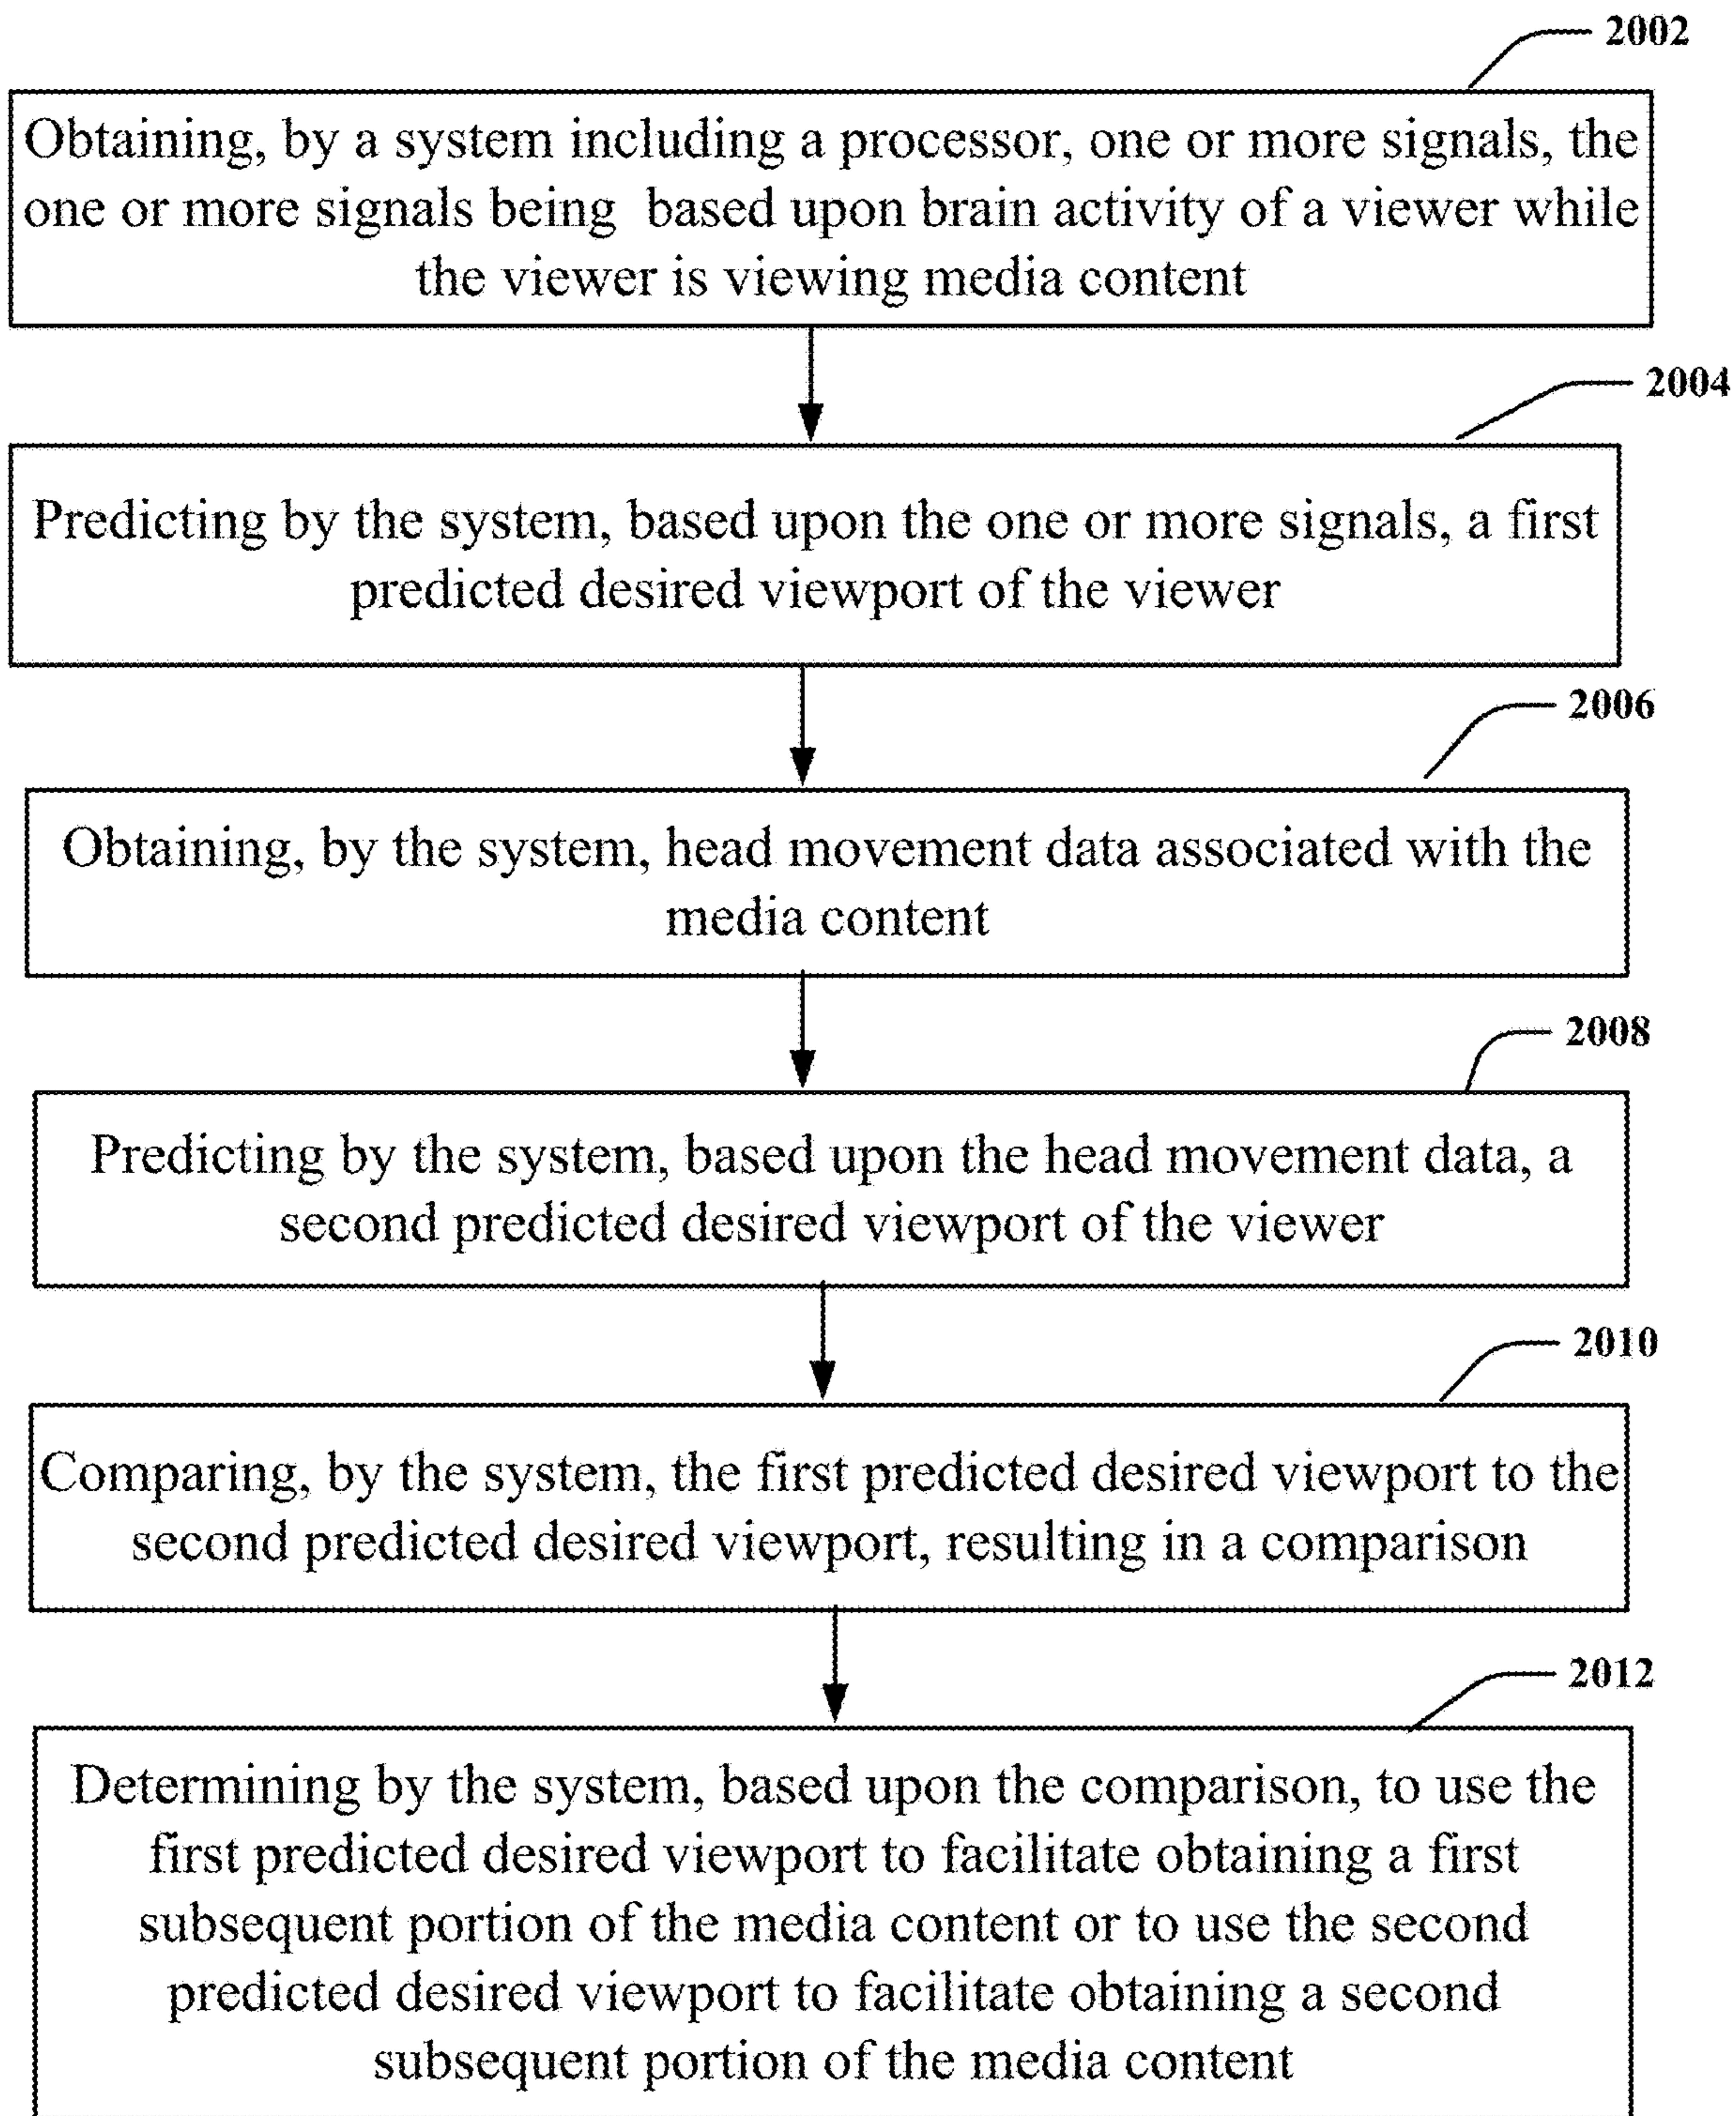 2002
Obtaining, by a system including a processor, one or more signals, the
one or more signals being based upon brain activity of a viewer while
the viewer is viewing media content
2004
Predicting by the system, based upon the one or more signals, a first
predicted desired viewport of the viewer
2006
Obtaining, by the system, head movement data associated with the
media content
2008
Predicting by the system, based upon the head movement data, a
second predicted desired viewport of the viewer
2010
Comparing, by the system, the first predicted desired viewport to the
second predicted desired viewport, resulting in a comparison
2012
Determining by the system, based upon the comparison, to use the
first predicted desired viewport to facilitate obtaining a first
subsequent portion of the media content or to use the second
predicted desired viewport to facilitate obtaining a second
subsequent portion of the media content